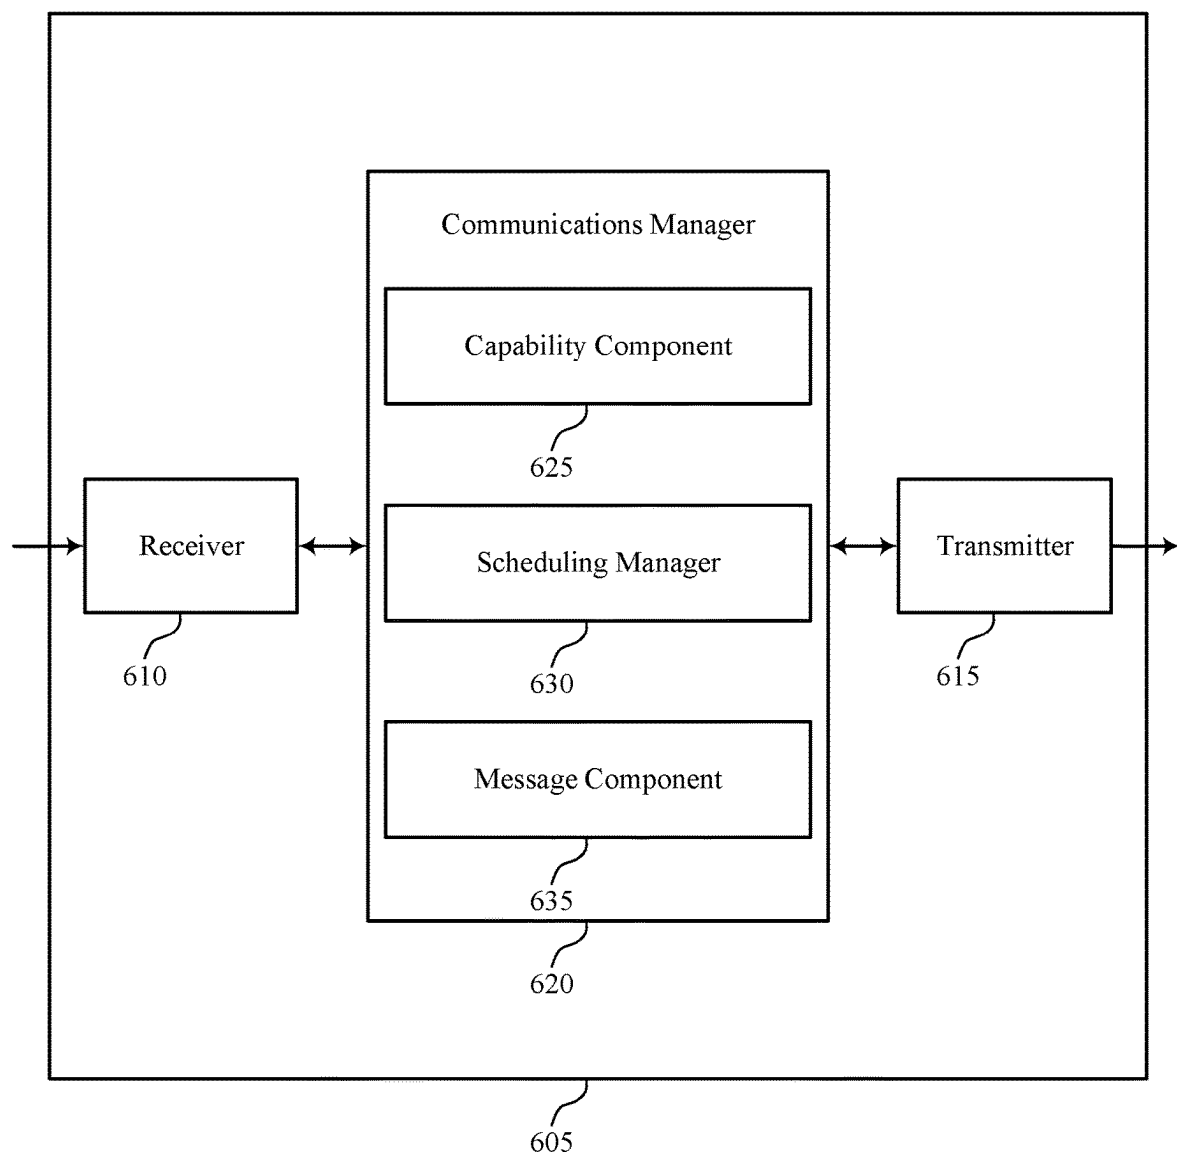 Communications Manager
Capability Component
625
Receiver
610
Scheduling Manager
630
Transmitter
615
Message Component
635
620
605